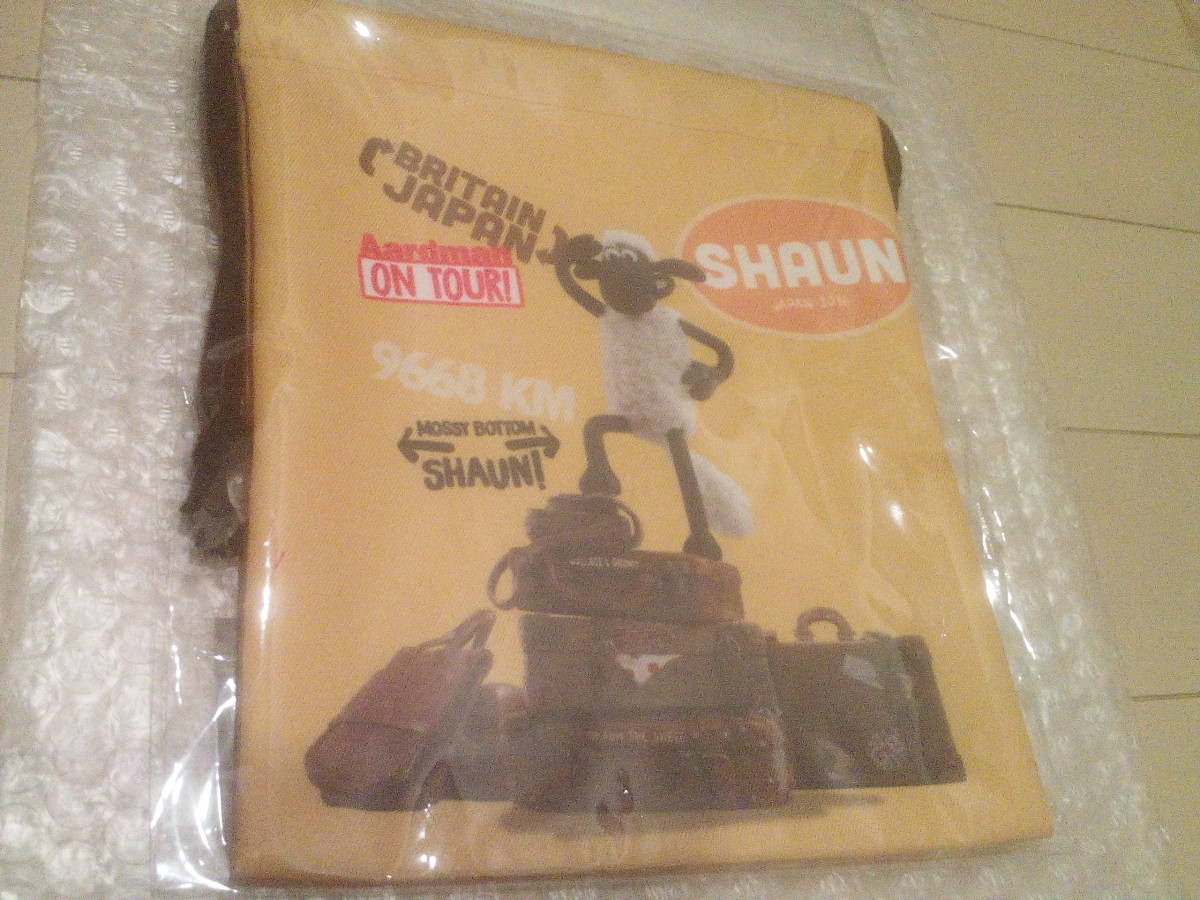 BRITAIN
JAPAN
Aardman
ON TOUR!
SHAUN
9668 KM
MOSSY BOTTOM
SHAUN!